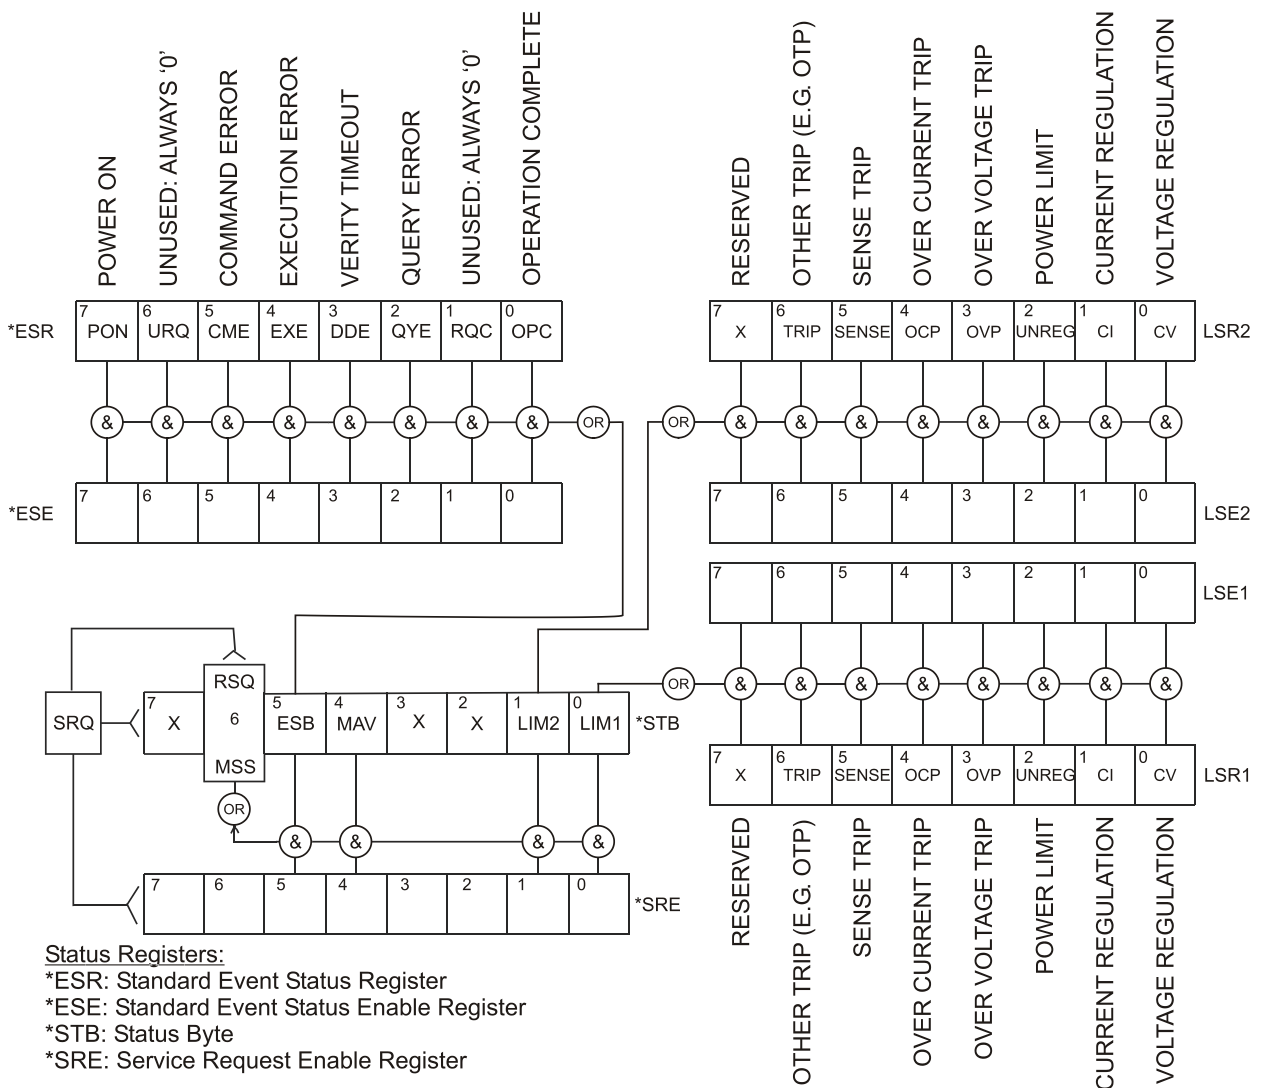 POWER ON
UNUSED: ALWAYS ‘0’
COMMAND ERROR
EXECUTION ERROR
VERITY TIMEOUT
QUERY ERROR
UNUSED: ALWAYS ‘0’
OPERATION COMPLETE
*ESR
7 PON
6 URQ
5 CME
4 EXE
3 DDE
2 QYE
1 RQC
0 OPC
& & & & & & & & OR
*ESE
7 6 5 4 3 2 1 0
RESERVED
OTHER TRIP (E.G. OTP)
SENSE TRIP
OVER CURRENT TRIP
OVER VOLTAGE TRIP
POWER LIMIT
CURRENT REGULATION
VOLTAGE REGULATION
7 X
6 TRIP
5 SENSE
4 OCP
3 OVP
2 UNREG
1 CI
0 CV
LSR2
OR & & & & & & & &
7 6 5 4 3 2 1 0
LSE2
7 6 5 4 3 2 1 0
LSE1
OR & & & & & & & &
7 X
6 TRIP
5 SENSE
4 OCP
3 OVP
2 UNREG
1 CI
0 CV
LSR1
RESERVED
OTHER TRIP (E.G. OTP)
SENSE TRIP
OVER CURRENT TRIP
OVER VOLTAGE TRIP
POWER LIMIT
CURRENT REGULATION
VOLTAGE REGULATION
SRQ
7 X
RSQ
6
MSS
5 ESB
4 MAV
3 X
2 X
1 LIM2
0 LIM1
*STB
OR
& & & &
7 6 5 4 3 2 1 0
*SRE
Status Registers:
*ESR: Standard Event Status Register
*ESE: Standard Event Status Enable Register
*STB: Status Byte
*SRE: Service Request Enable Register